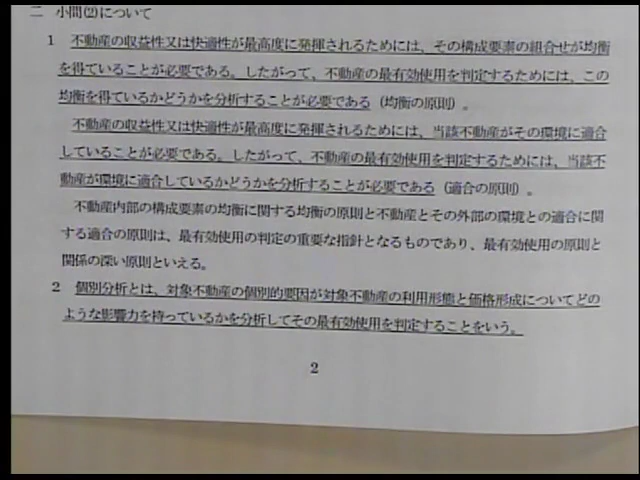 二 小問(2)について
1 不動産の収益性又は快適性が最高度に発揮されるためには、その構成要素の組合せが均衡
を得ていることが必要である。したがって、不動産の最有効使用を判定するためには、この
均衡を得ているかどうかを分析することが必要である（均衡の原則）。
不動産の収益性又は快適性が最高度に発揮されるためには、当該不動産がその環境に適合
していることが必要である。したがって、不動産の最有効使用を判定するためには、当該不
動産が環境に適合しているかどうかを分析することが必要である（適合の原則）。
不動産内部の構成要素の均衡に関する均衡の原則と不動産とその外部の環境との適合に関
する適合の原則は、最有効使用の判定の重要な指針となるものであり、最有効使用の原則と
関係の深い原則といえる。
2 個別分析とは、対象不動産の個別的要因が対象不動産の利用形態と価格形成についてどの
ような影響力を持っているかを分析してその最有効使用を判定することをいう。
2